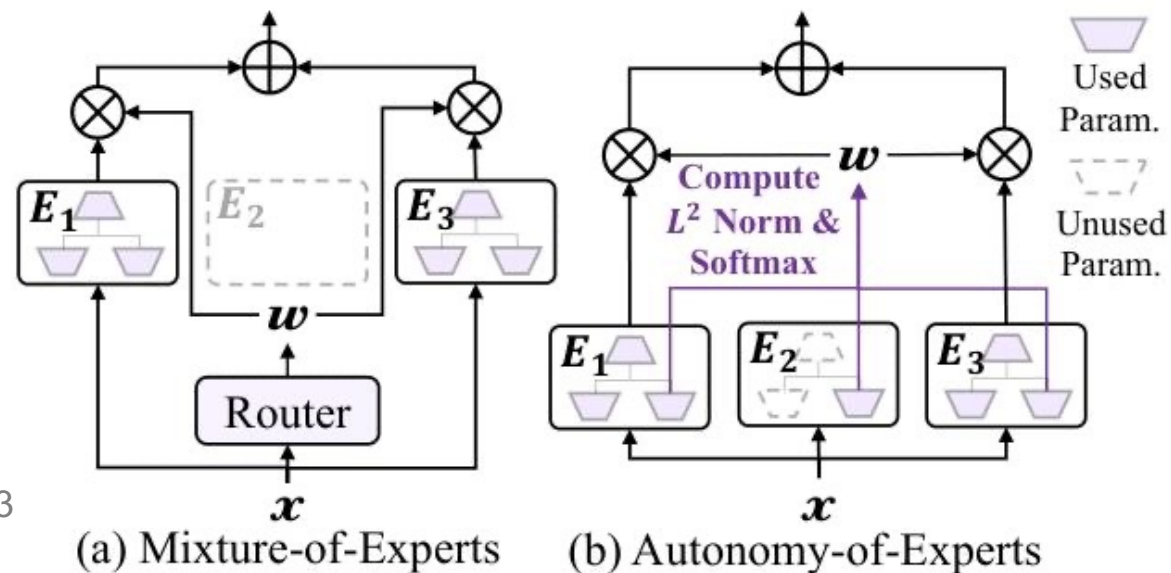 E₁
E₂
E₃
w
Router
x
3
(a) Mixture-of-Experts
w
Compute
L² Norm &
Softmax
E₁
E₂
E₃
x
(b) Autonomy-of-Experts
Used
Param.
Unused
Param.